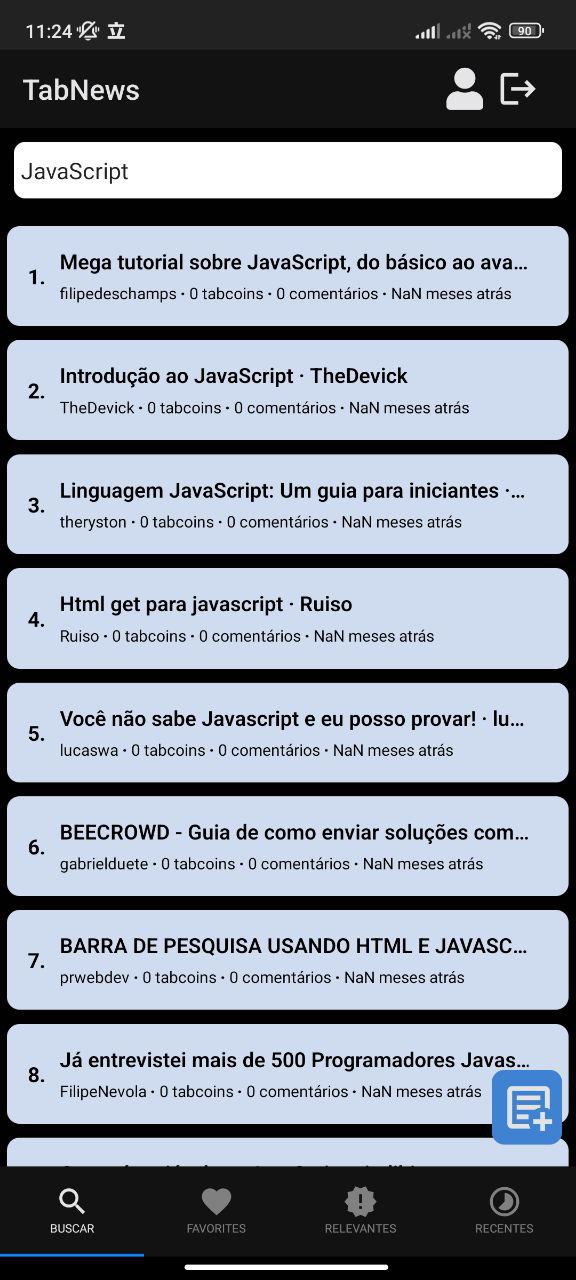 11:24 立 90
TabNews
JavaScript
1. Mega tutorial sobre JavaScript, do básico ao ava...
filipedeschamps • 0 tabcoins • 0 comentários • NaN meses atrás
2. Introdução ao JavaScript · TheDevick
TheDevick • 0 tabcoins • 0 comentários • NaN meses atrás
3. Linguagem JavaScript: Um guia para iniciantes ·...
theryston • 0 tabcoins • 0 comentários • NaN meses atrás
4. Html get para javascript · Ruiso
Ruiso • 0 tabcoins • 0 comentários • NaN meses atrás
5. Você não sabe Javascript e eu posso provar! · lu...
lucaswa • 0 tabcoins • 0 comentários • NaN meses atrás
6. BEECROWD - Guia de como enviar soluções com...
gabrielduete • 0 tabcoins • 0 comentários • NaN meses atrás
7. BARRA DE PESQUISA USANDO HTML E JAVASC...
prwebdev • 0 tabcoins • 0 comentários • NaN meses atrás
8. Já entrevistei mais de 500 Programadores Javas...
FilipeNevola • 0 tabcoins • 0 comentários • NaN meses atrás
BUSCAR FAVORITES RELEVANTES RECENTES